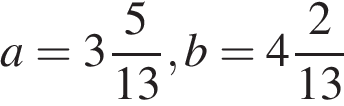 a = 3 5/13, b = 4 2/13